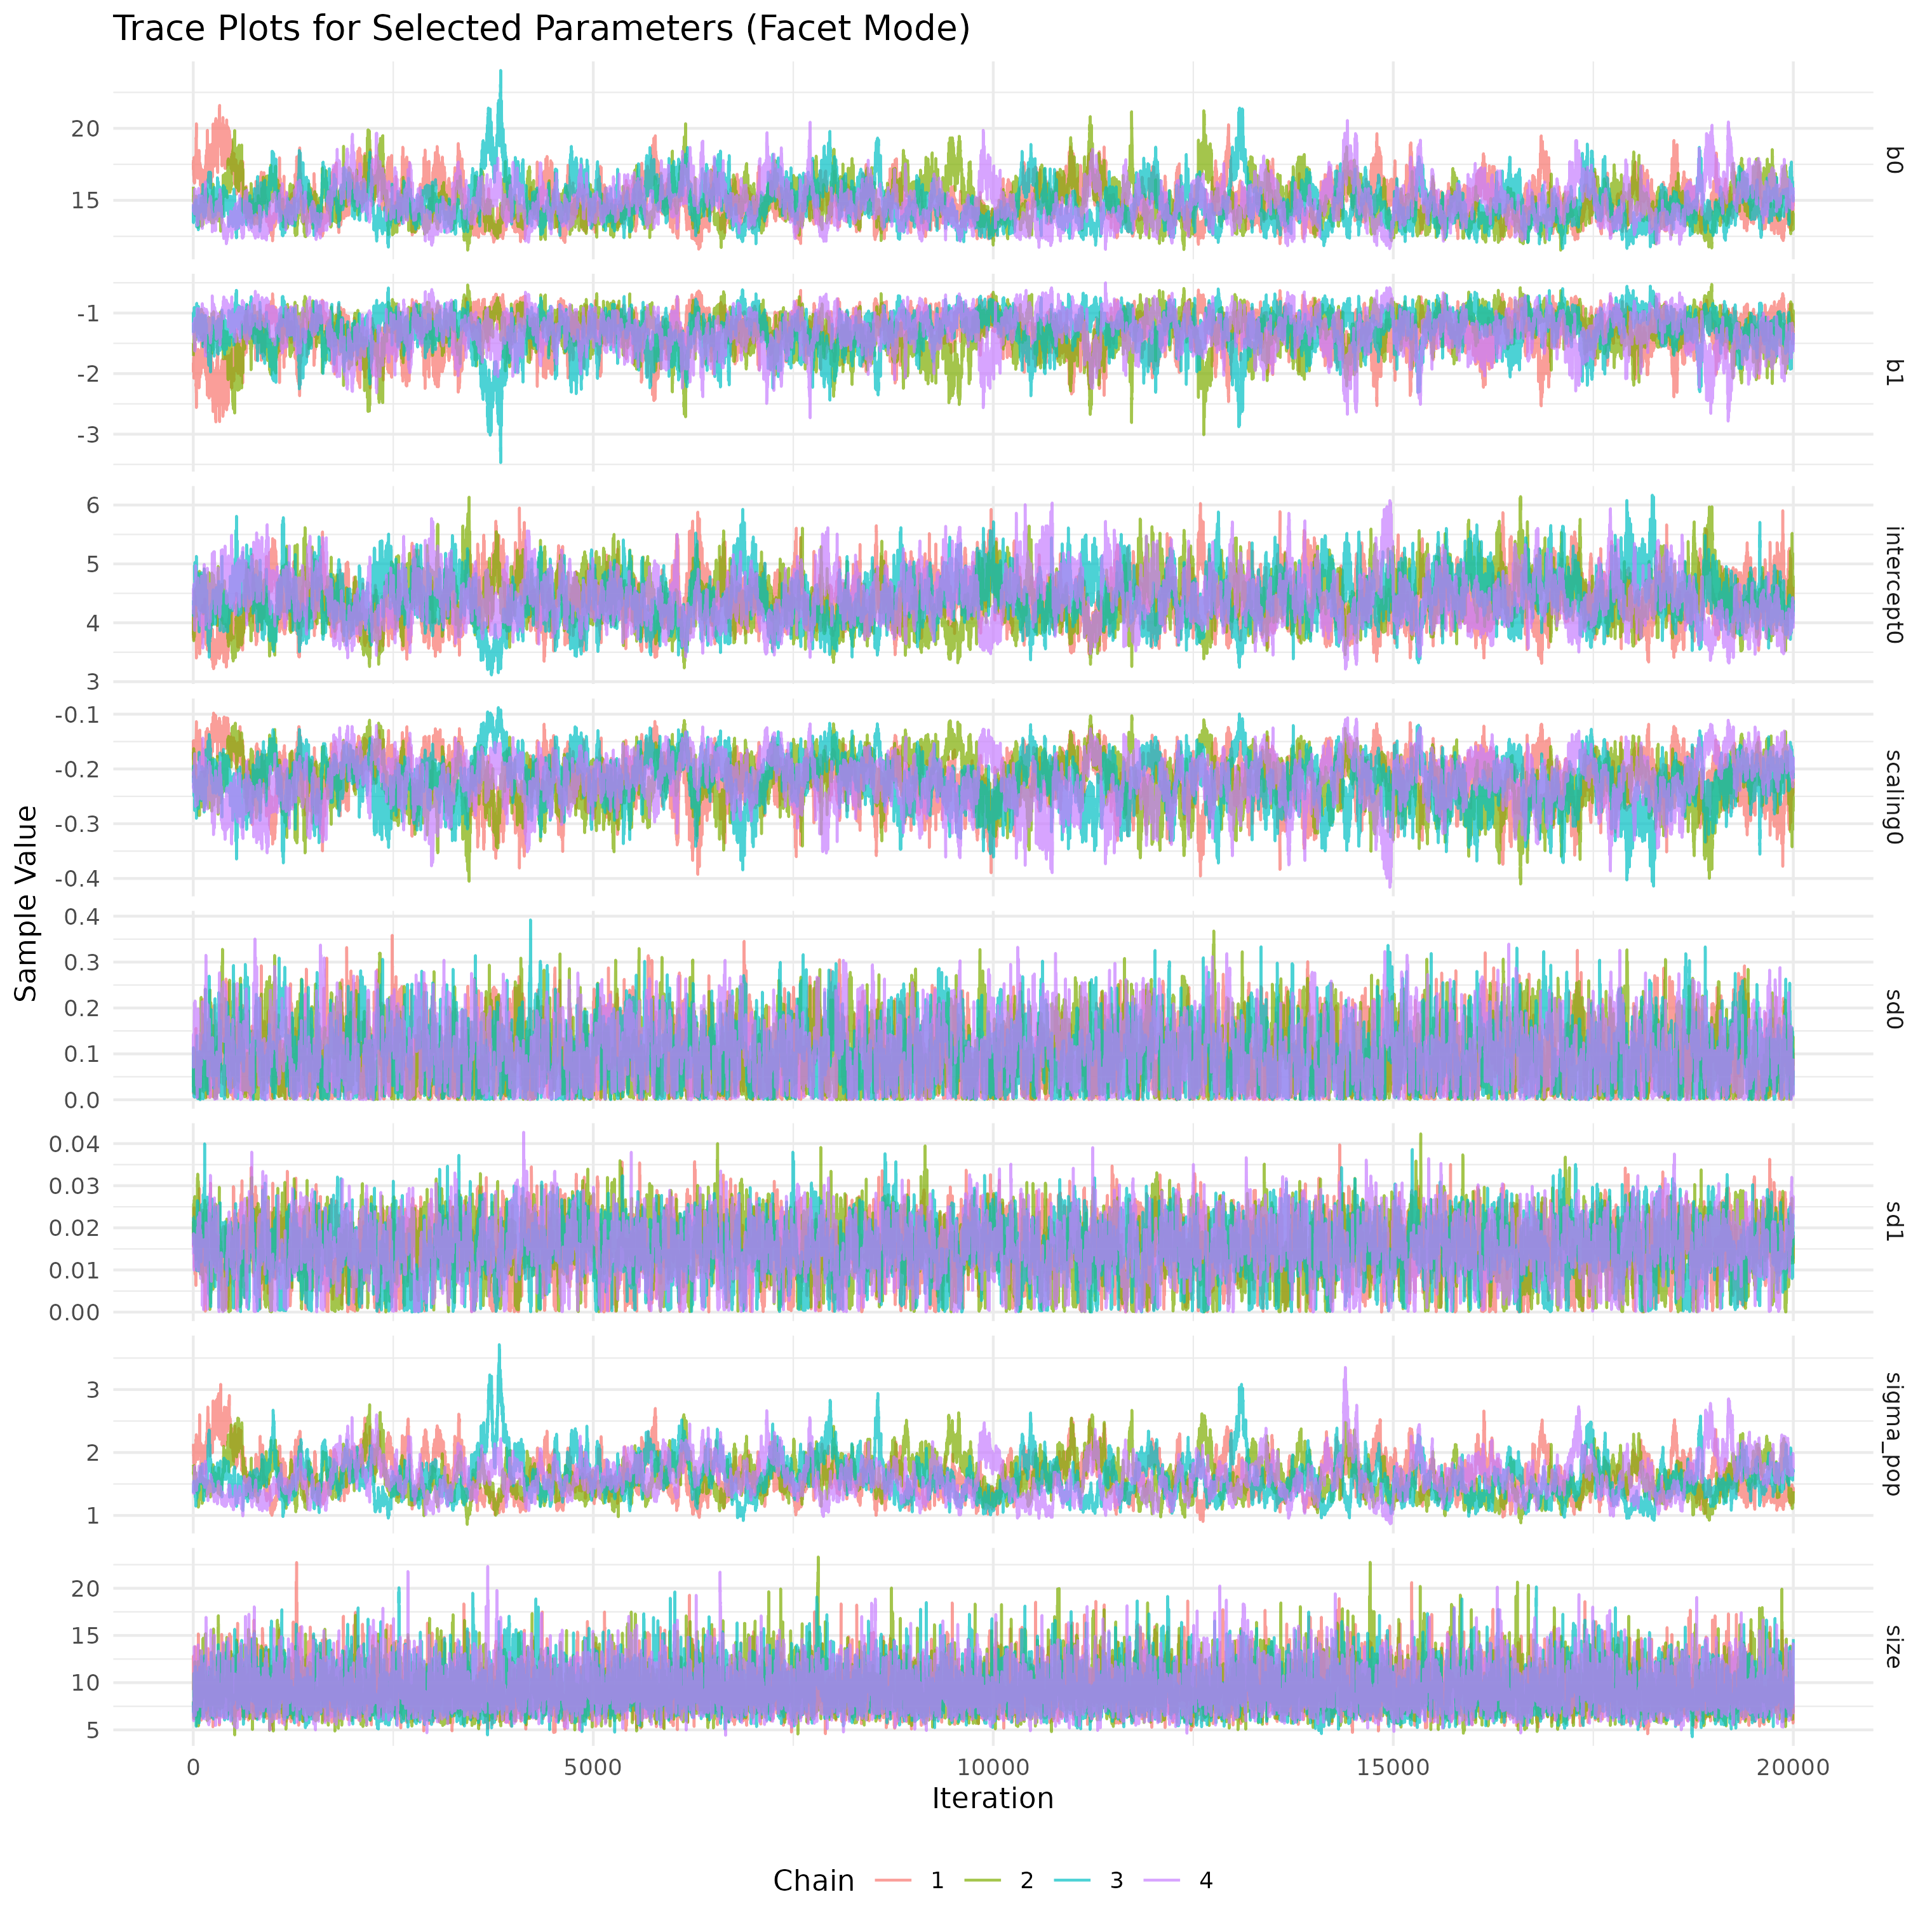 Trace Plots for Selected Parameters (Facet Mode)
20
15
b0
-1
-2
-3
b1
6
5
4
3
intercept0
-0.1
-0.2
-0.3
-0.4
scaling0
0.4
0.3
0.2
0.1
0.0
sd0
0.04
0.03
0.02
0.01
0.00
sd1
3
2
1
sigma_pop
20
15
10
5
size
Sample Value
0 5000 10000 15000 20000
Iteration
Chain 1 2 3 4